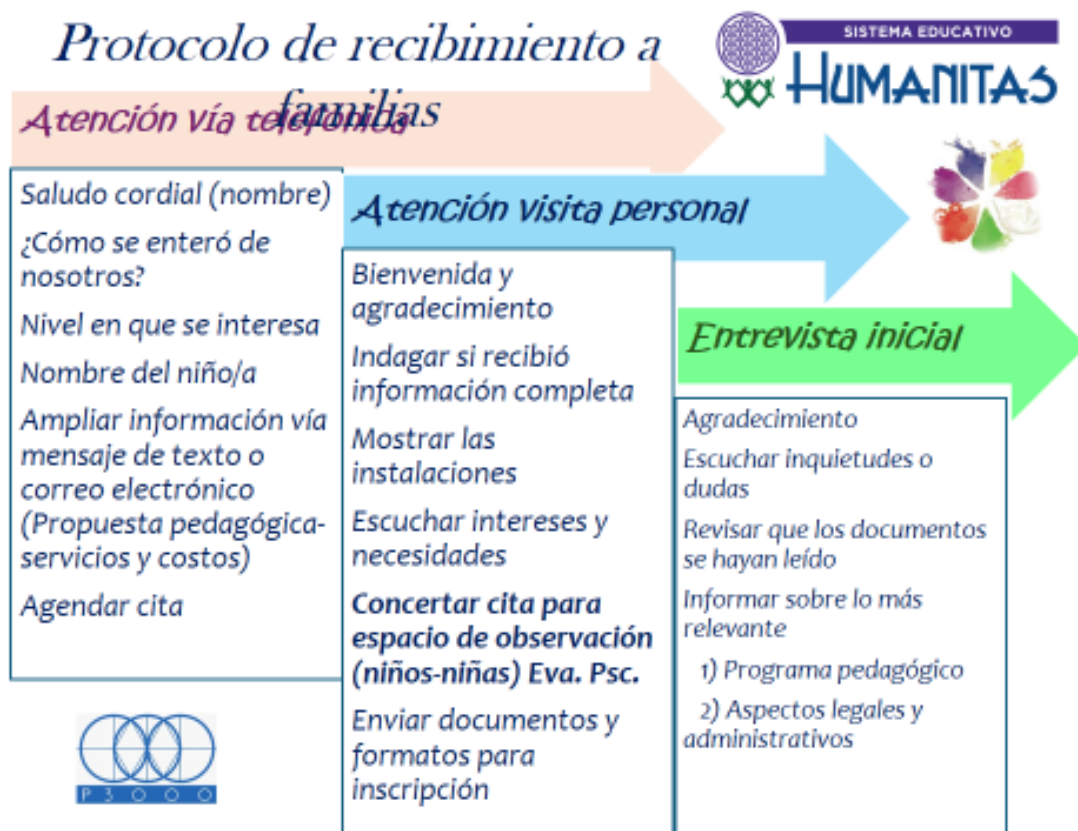 Protocolo de recibimiento a
familias
SISTEMA EDUCATIVO
HUMANITAS
Atención vía telefónica
Saludo cordial (nombre)
¿Cómo se enteró de
nosotros?
Nivel en que se interesa
Nombre del niño/a
Ampliar información vía
mensaje de texto o
correo electrónico
(Propuesta pedagógica-
servicios y costos)
Agendar cita
Atención visita personal
Bienvenida y
agradecimiento
Indagar si recibió
información completa
Mostrar las
instalaciones
Escuchar intereses y
necesidades
Concertar cita para
espacio de observación
(niños-niñas) Eva. Psc.
Enviar documentos y
formatos para
inscripción
Entrevista inicial
Agradecimiento
Escuchar inquietudes o
dudas
Revisar que los documentos
se hayan leído
Informar sobre lo más
relevante
1) Programa pedagógico
2) Aspectos legales y
administrativos
P 3 0 0 0